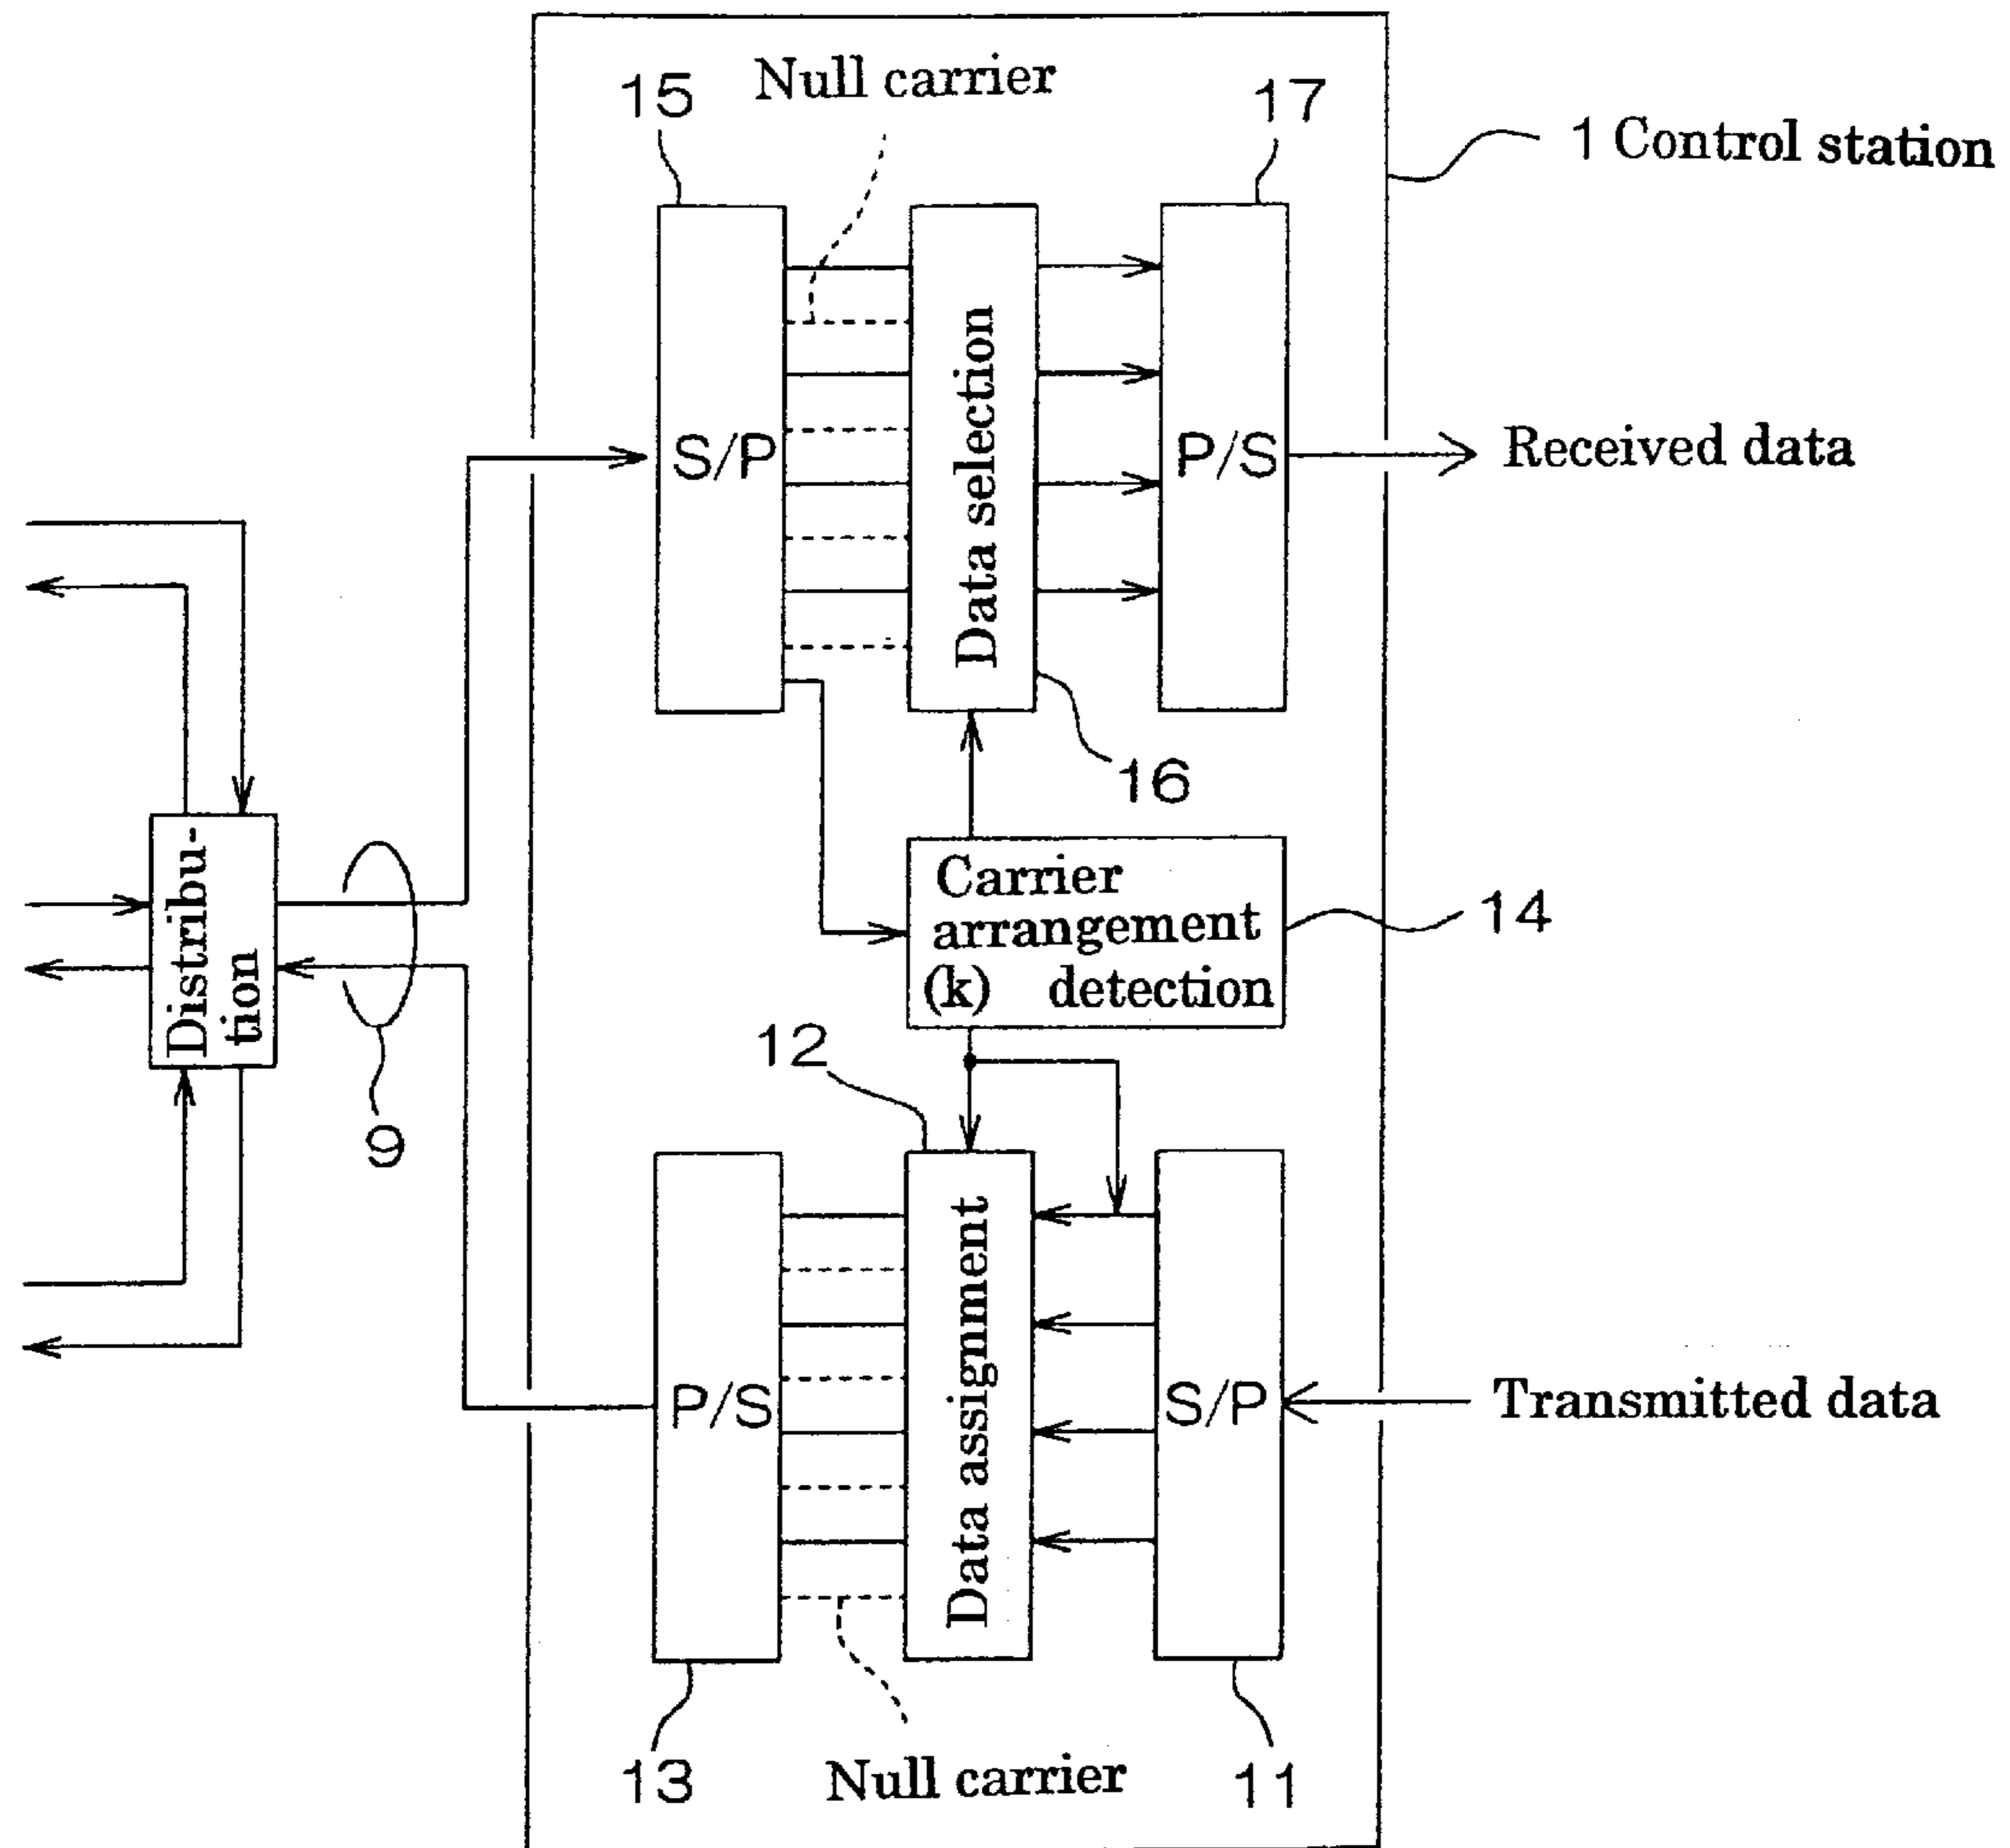 Null carrier
15
17
1 Control station
S/P
Data selection
P/S
Received data
16
Distribu-
tion
Carrier
arrangement
(k) detection
14
9
12
P/S
Data assignment
S/P
Transmitted data
13
Null carrier
11